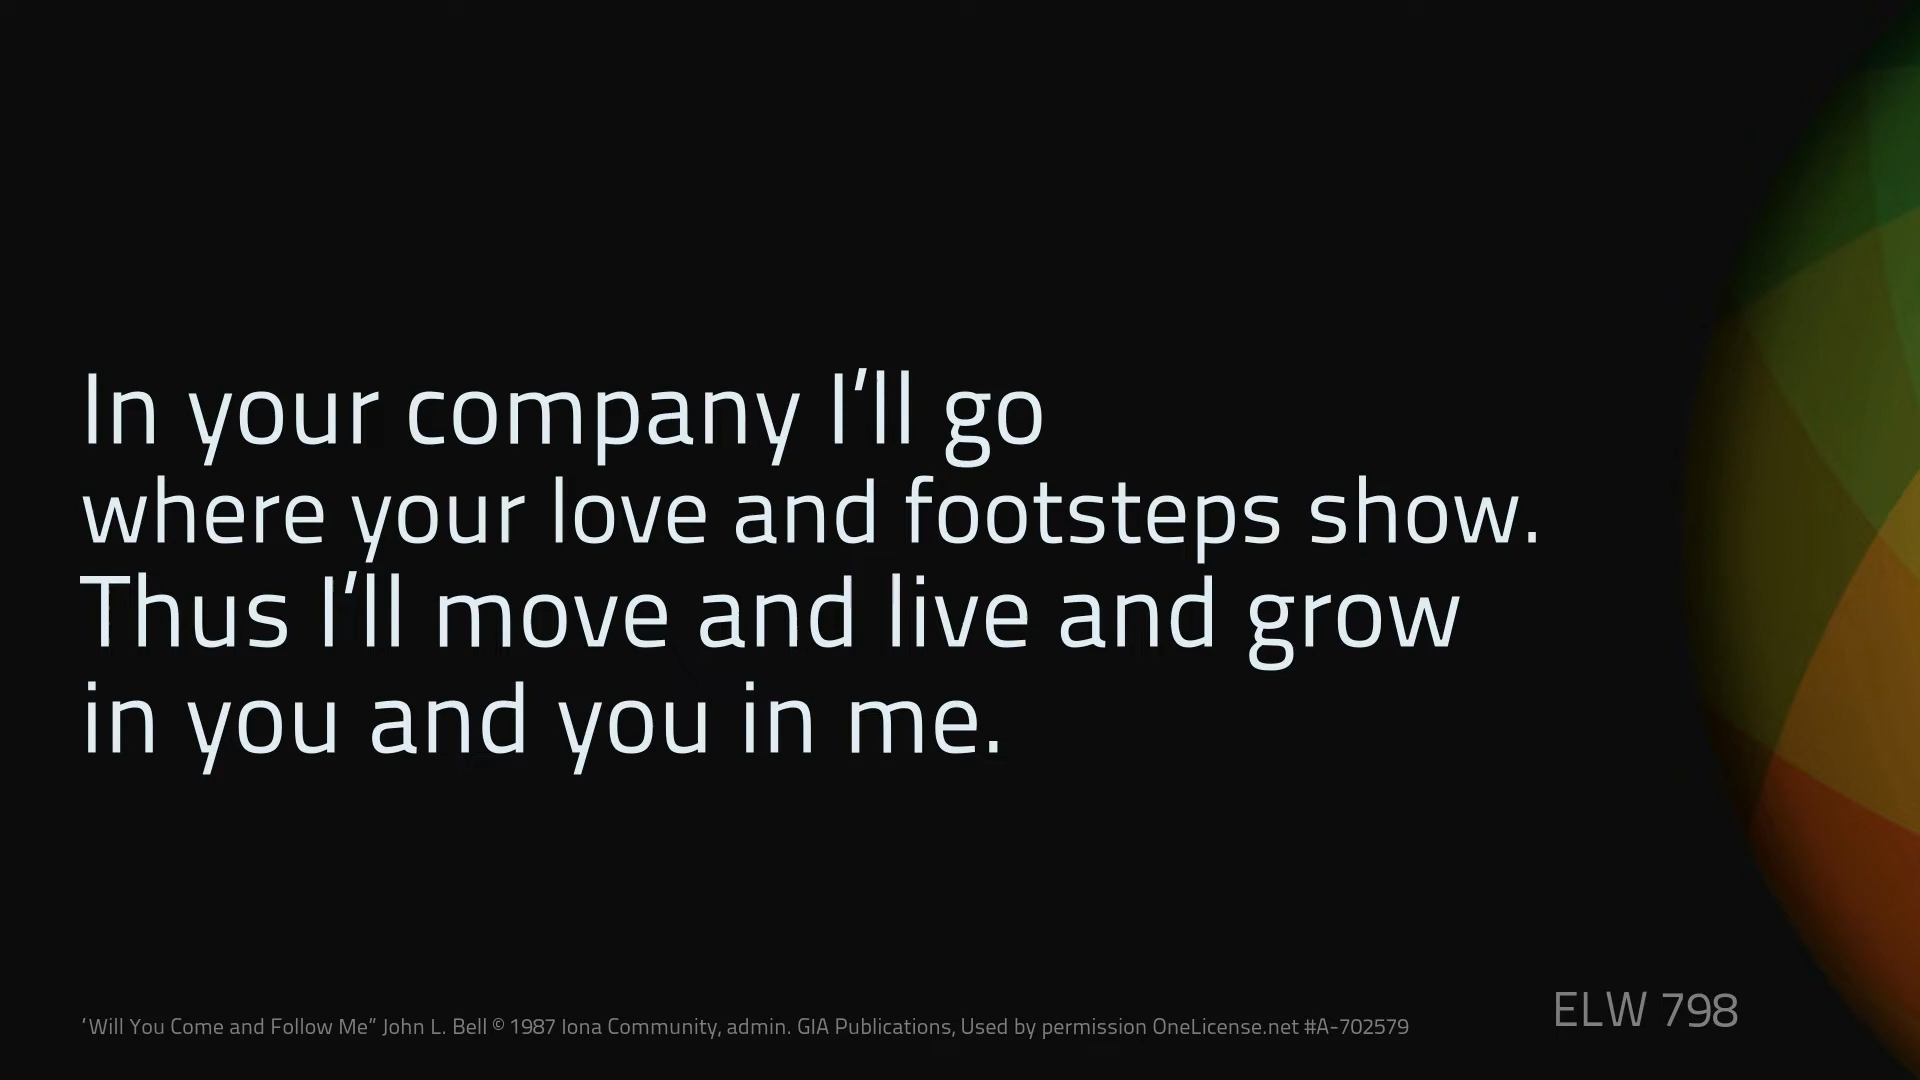 In your company I’ll go
where your love and footsteps show.
Thus I’ll move and live and grow
in you and you in me.
‘Will You Come and Follow Me” John L. Bell © 1987 Iona Community, admin. GIA Publications, Used by permission OneLicense.net #A-702579
ELW 798